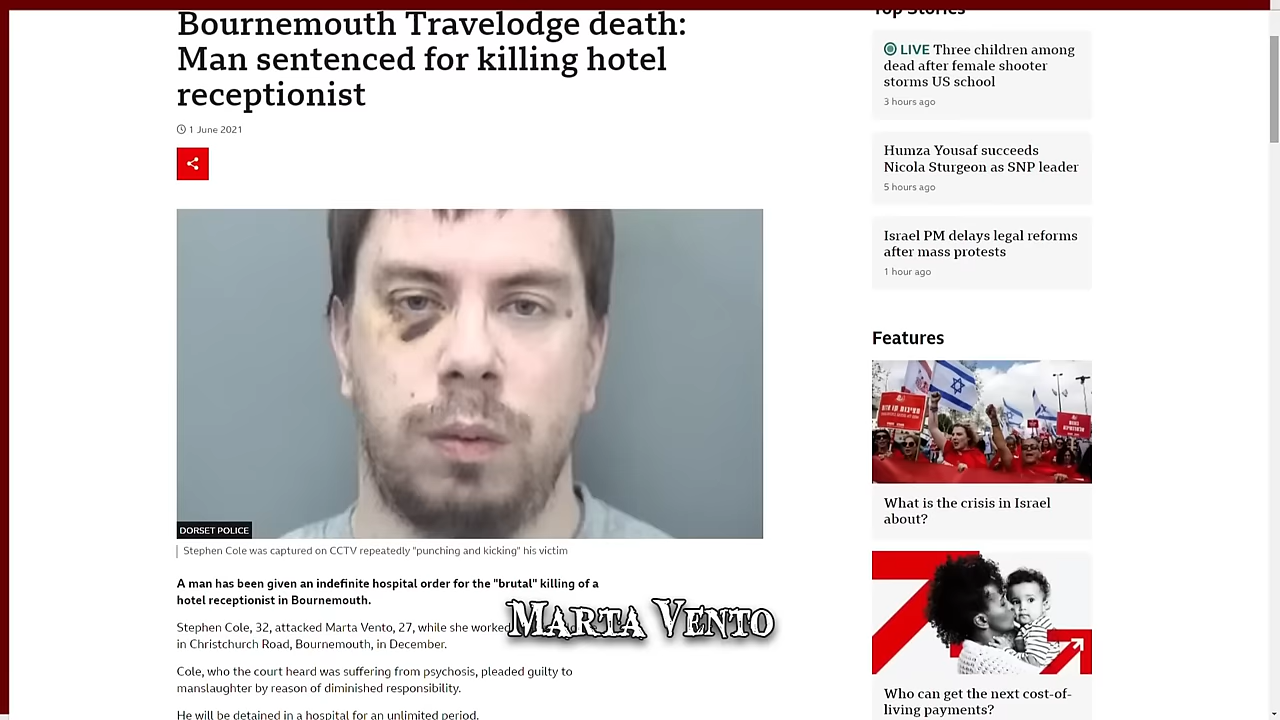 Bournemouth Travelodge death:
Man sentenced for killing hotel
receptionist
1 June 2021
DORSET POLICE
Stephen Cole was captured on CCTV repeatedly "punching and kicking" his victim
A man has been given an indefinite hospital order for the "brutal" killing of a
hotel receptionist in Bournemouth.
Stephen Cole, 32, attacked Marta Vento, 27, while she worked
in Christchurch Road, Bournemouth, in December.
MARTA VENTO
Cole, who the court heard was suffering from psychosis, pleaded guilty to
manslaughter by reason of diminished responsibility.
He will be detained in a hospital for an unlimited period.
Top Stories
LIVE Three children among
dead after female shooter
storms US school
3 hours ago
Humza Yousaf succeeds
Nicola Sturgeon as SNP leader
5 hours ago
Israel PM delays legal reforms
after mass protests
1 hour ago
Features
What is the crisis in Israel
about?
Who can get the next cost-of-
living payments?